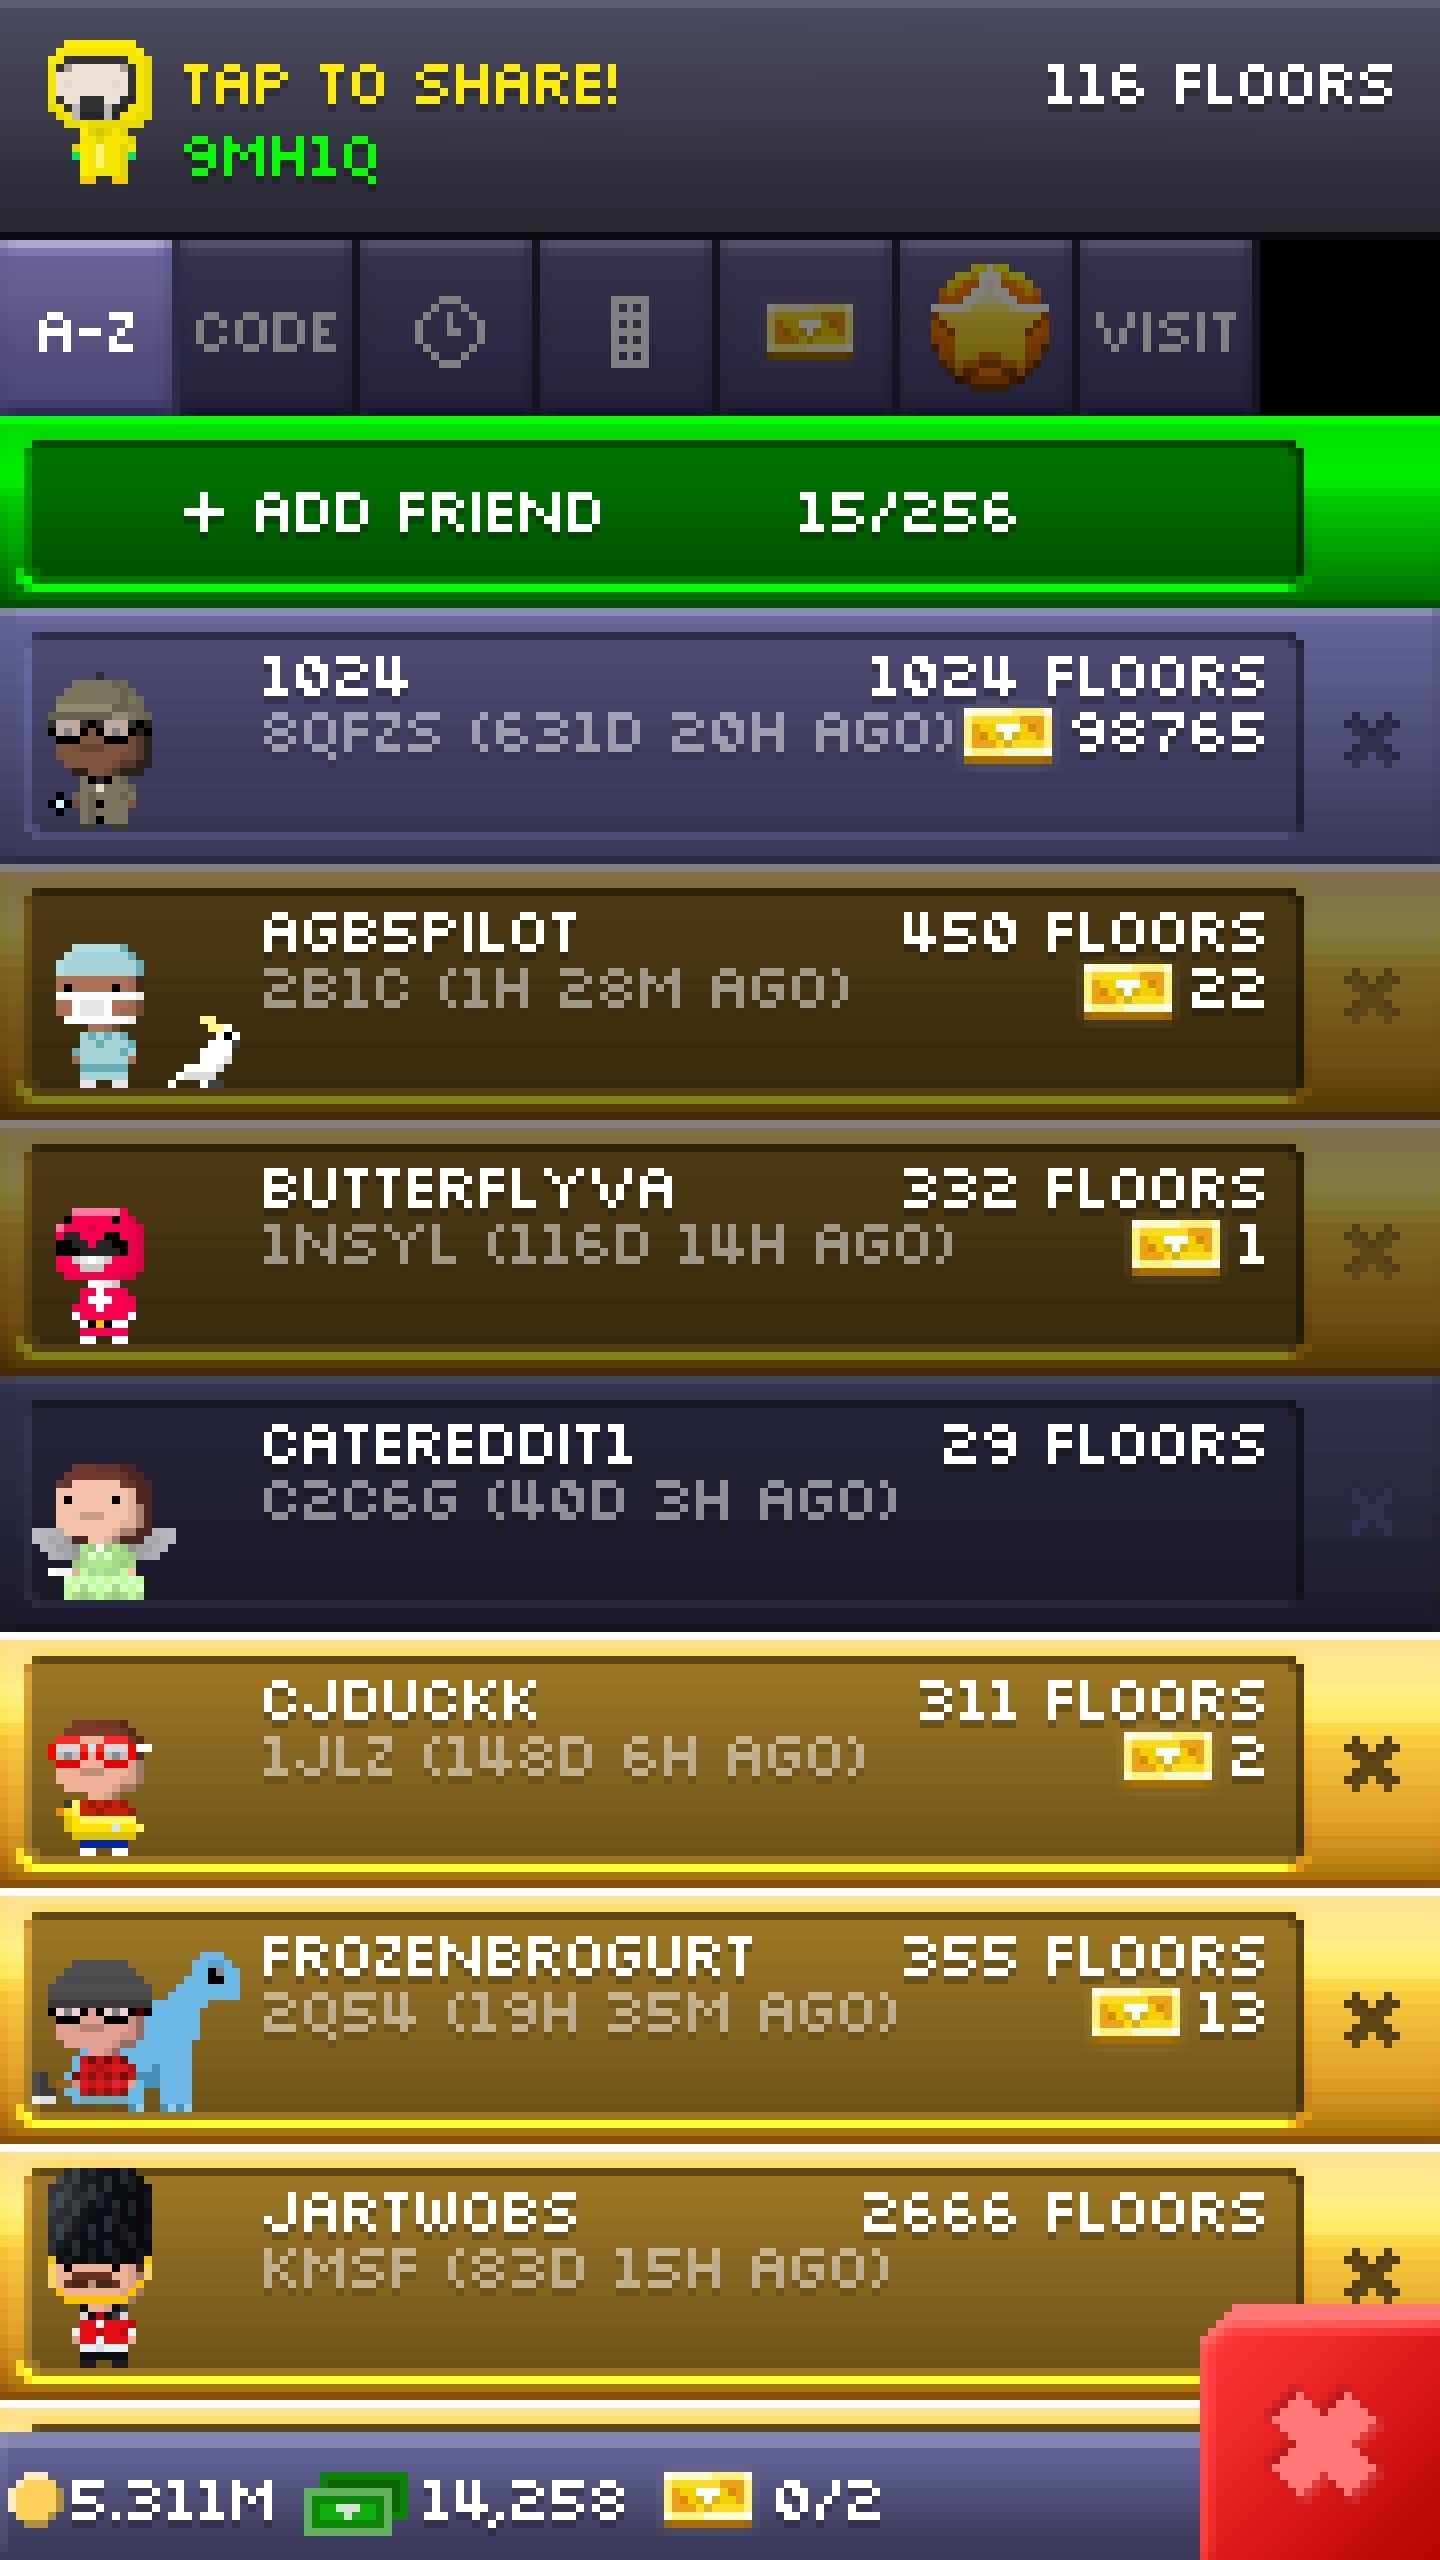 TAP TO SHARE! 116 FLOORS
9MH1Q
A-Z CODE VISIT
+ ADD FRIEND 15/256
1024 1024 FLOORS
8QFZS (631D 20H AGO) 98765
AGB5PILOT 450 FLOORS
2B1C (1H 28M AGO) 22
BUTTERFLYVA 332 FLOORS
1NSYL (116D 14H AGO) 1
CATEREDDIT1 29 FLOORS
C2C6G (40D 3H AGO)
CJDUCKK 311 FLOORS
1JLZ (148D 6H AGO) 2
FROZENBROGURT 355 FLOORS
2Q54 (19H 35M AGO) 13
JARTWOBS 2666 FLOORS
KMSF (83D 15H AGO)
5.311M 14,258 0/2